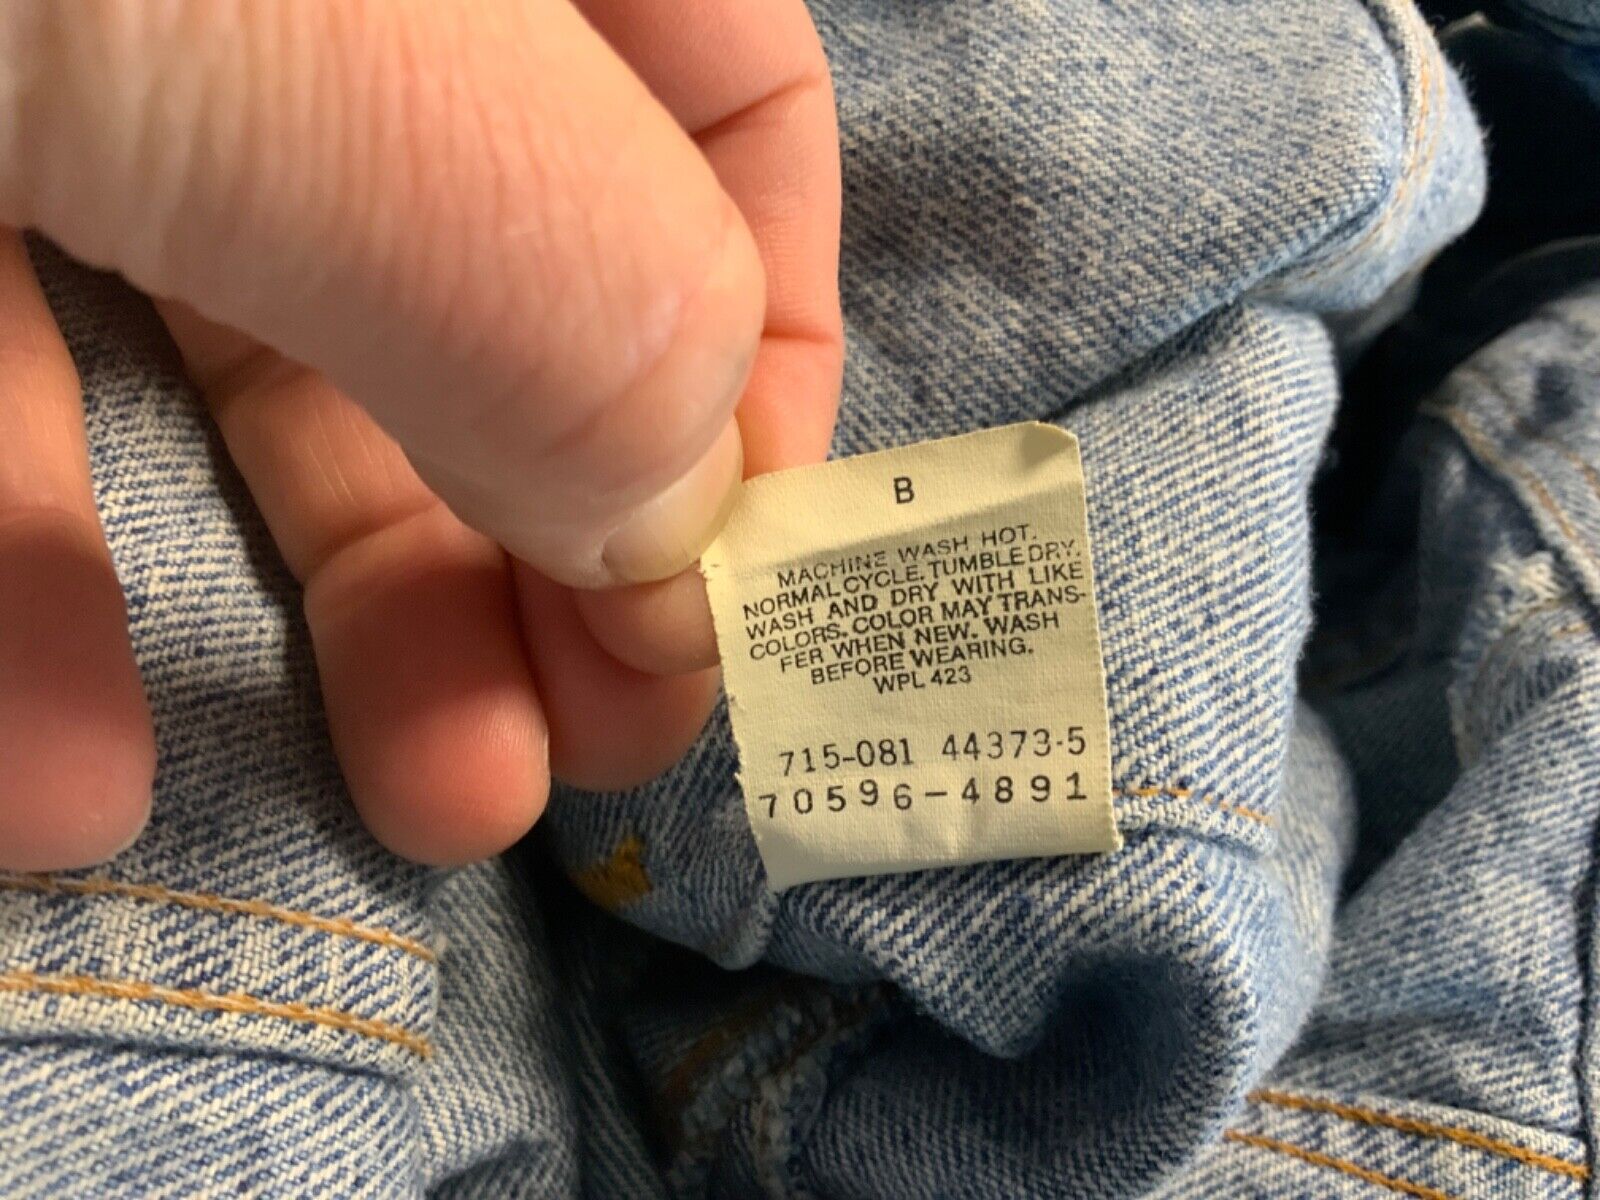 B
MACHINE WASH HOT.
NORMAL CYCLE. TUMBLE DRY.
WASH AND DRY WITH LIKE
COLORS. COLOR MAY TRANS-
FER WHEN NEW. WASH
BEFORE WEARING.
WPL 423
715-081 44373-5
70596-4891